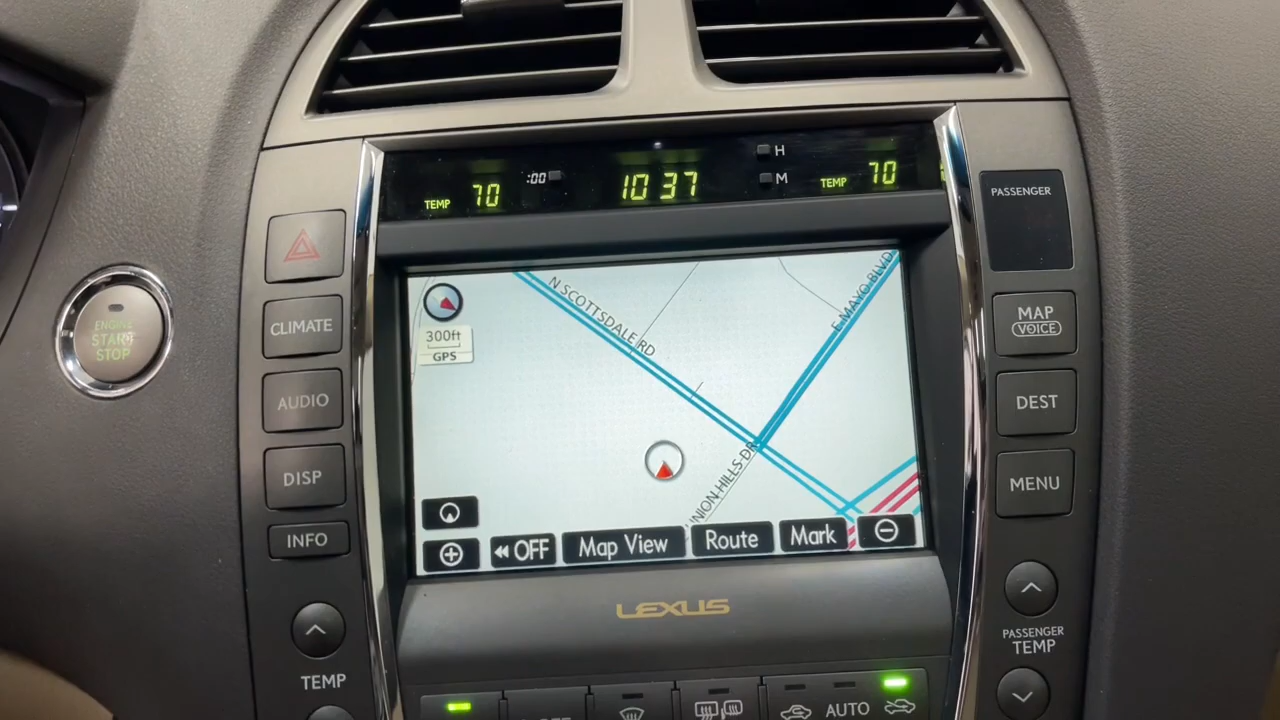 TEMP 70 :00 10:37 H
M TEMP 70
PASSENGER
ENGINE
START
STOP
CLIMATE
AUDIO
DISP
INFO
TEMP
300ft
GPS
N SCOTTSDALE RD
E MAYO BLVD
UNION HILLS DR
OFF
Map View
Route
Mark
LEXUS
MAP
VOICE
DEST
MENU
PASSENGER
TEMP
AUTO